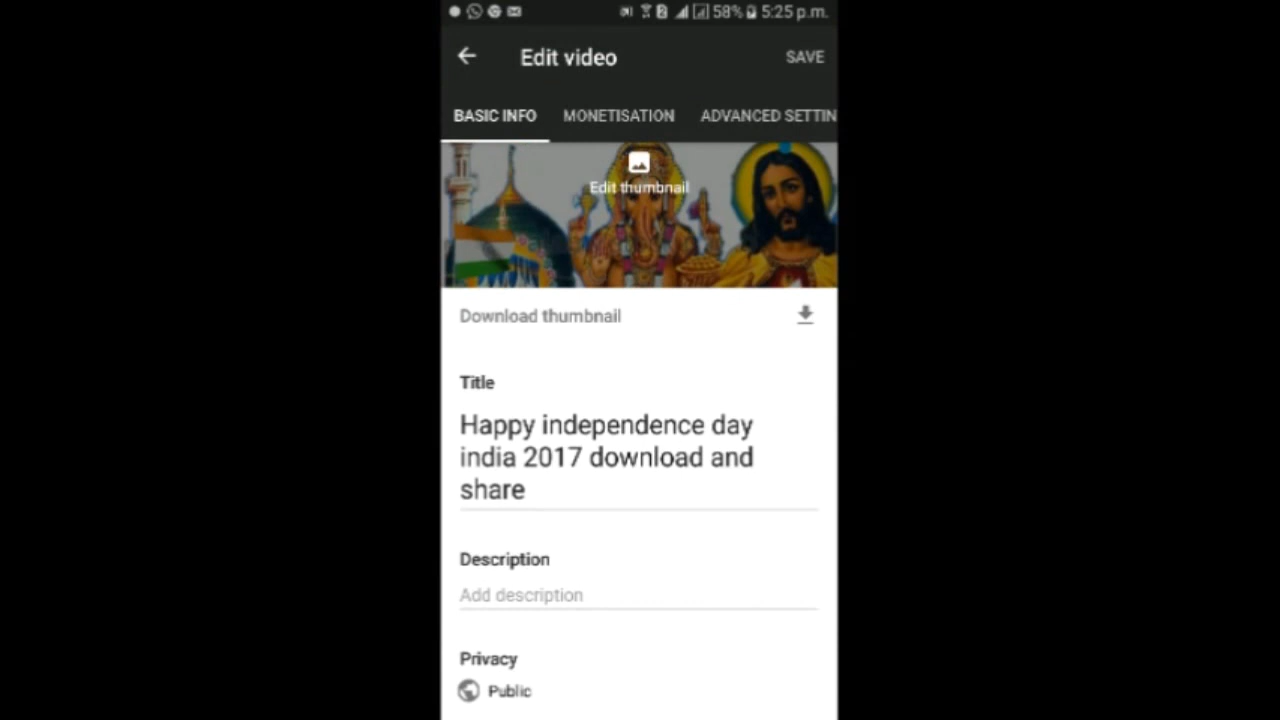 58% 5:25 p.m.
Edit video SAVE
BASIC INFO MONETISATION ADVANCED SETTIN
Edit thumbnail
Download thumbnail
Title
Happy independence day
india 2017 download and
share
Description
Add description
Privacy
Public